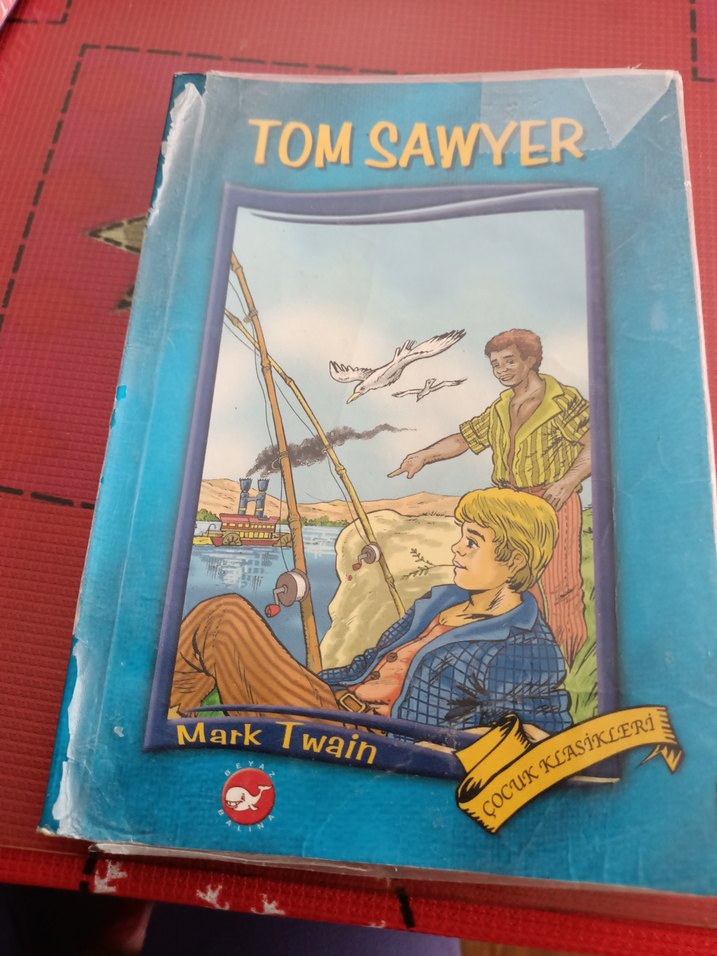 TOM SAWYER
Mark Twain
ÇOCUK KLASİKLERİ
BEYAZ
BALİNA